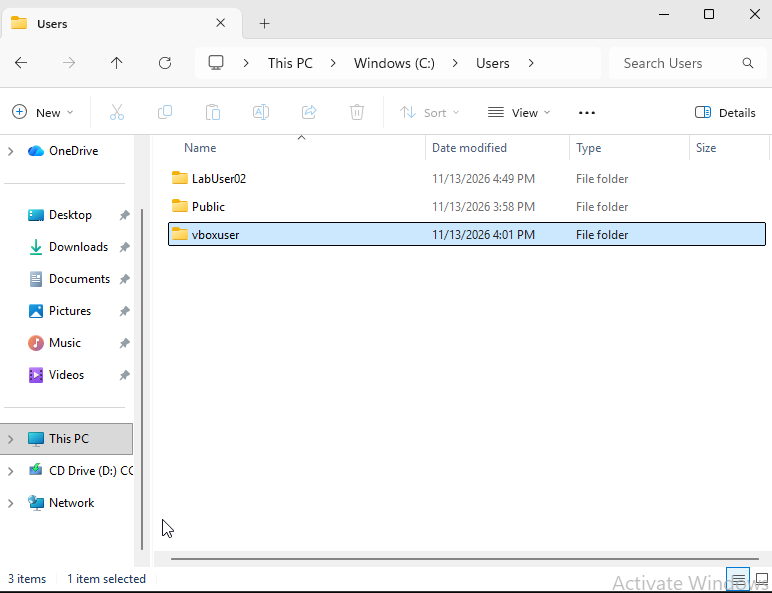 Users
This PC
Windows (C:)
Users
Search Users
New
Sort
View
Details
OneDrive
Desktop
Downloads
Documents
Pictures
Music
Videos
This PC
CD Drive (D:) CC
Network
Name Date modified Type Size
LabUser02 11/13/2026 4:49 PM File folder
Public 11/13/2026 3:58 PM File folder
vboxuser 11/13/2026 4:01 PM File folder
3 items 1 item selected
Activate Windows